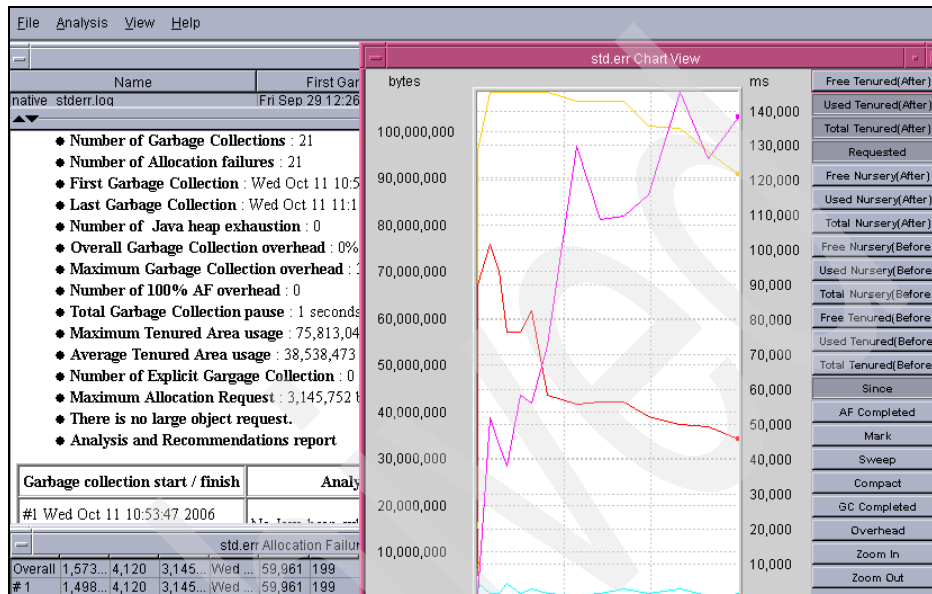 File Analysis View Help
std.err Chart View
Name First Gar
native_stderr.log Fri Sep 29 12:26
Number of Garbage Collections : 21
Number of Allocation failures : 21
First Garbage Collection : Wed Oct 11 10:5
Last Garbage Collection : Wed Oct 11 11:1
Number of Java heap exhaustion : 0
Overall Garbage Collection overhead : 0%
Maximum Garbage Collection overhead : 1
Number of 100% AF overhead : 0
Total Garbage Collection pause : 1 seconds
Maximum Tenured Area usage : 75,813,04
Average Tenured Area usage : 38,538,473
Number of Explicit Gargage Collection : 0
Maximum Allocation Request : 3,145,752 b
There is no large object request.
Analysis and Recommendations report
Garbage collection start / finish Analy
#1 Wed Oct 11 10:53:47 2006
std.err Allocation Failur
Overall 1,573... 4,120 3,145... Wed ... 59,961 199
# 1 1,498... 4,120 3,145... Wed ... 59,961 199
bytes
100,000,000
90,000,000
80,000,000
70,000,000
60,000,000
50,000,000
40,000,000
30,000,000
20,000,000
10,000,000
ms
140,000
130,000
120,000
110,000
100,000
90,000
80,000
70,000
60,000
50,000
40,000
30,000
20,000
10,000
Free Tenured(After)
Used Tenured(After)
Total Tenured(After)
Requested
Free Nursery(After)
Used Nursery(After)
Total Nursery(After)
Free Nursery(Before
Used Nursery(Before
Total Nursery(Before
Free Tenured(Before
Used Tenured(Before
Total Tenured(Before
Since
AF Completed
Mark
Sweep
Compact
GC Completed
Overhead
Zoom In
Zoom Out